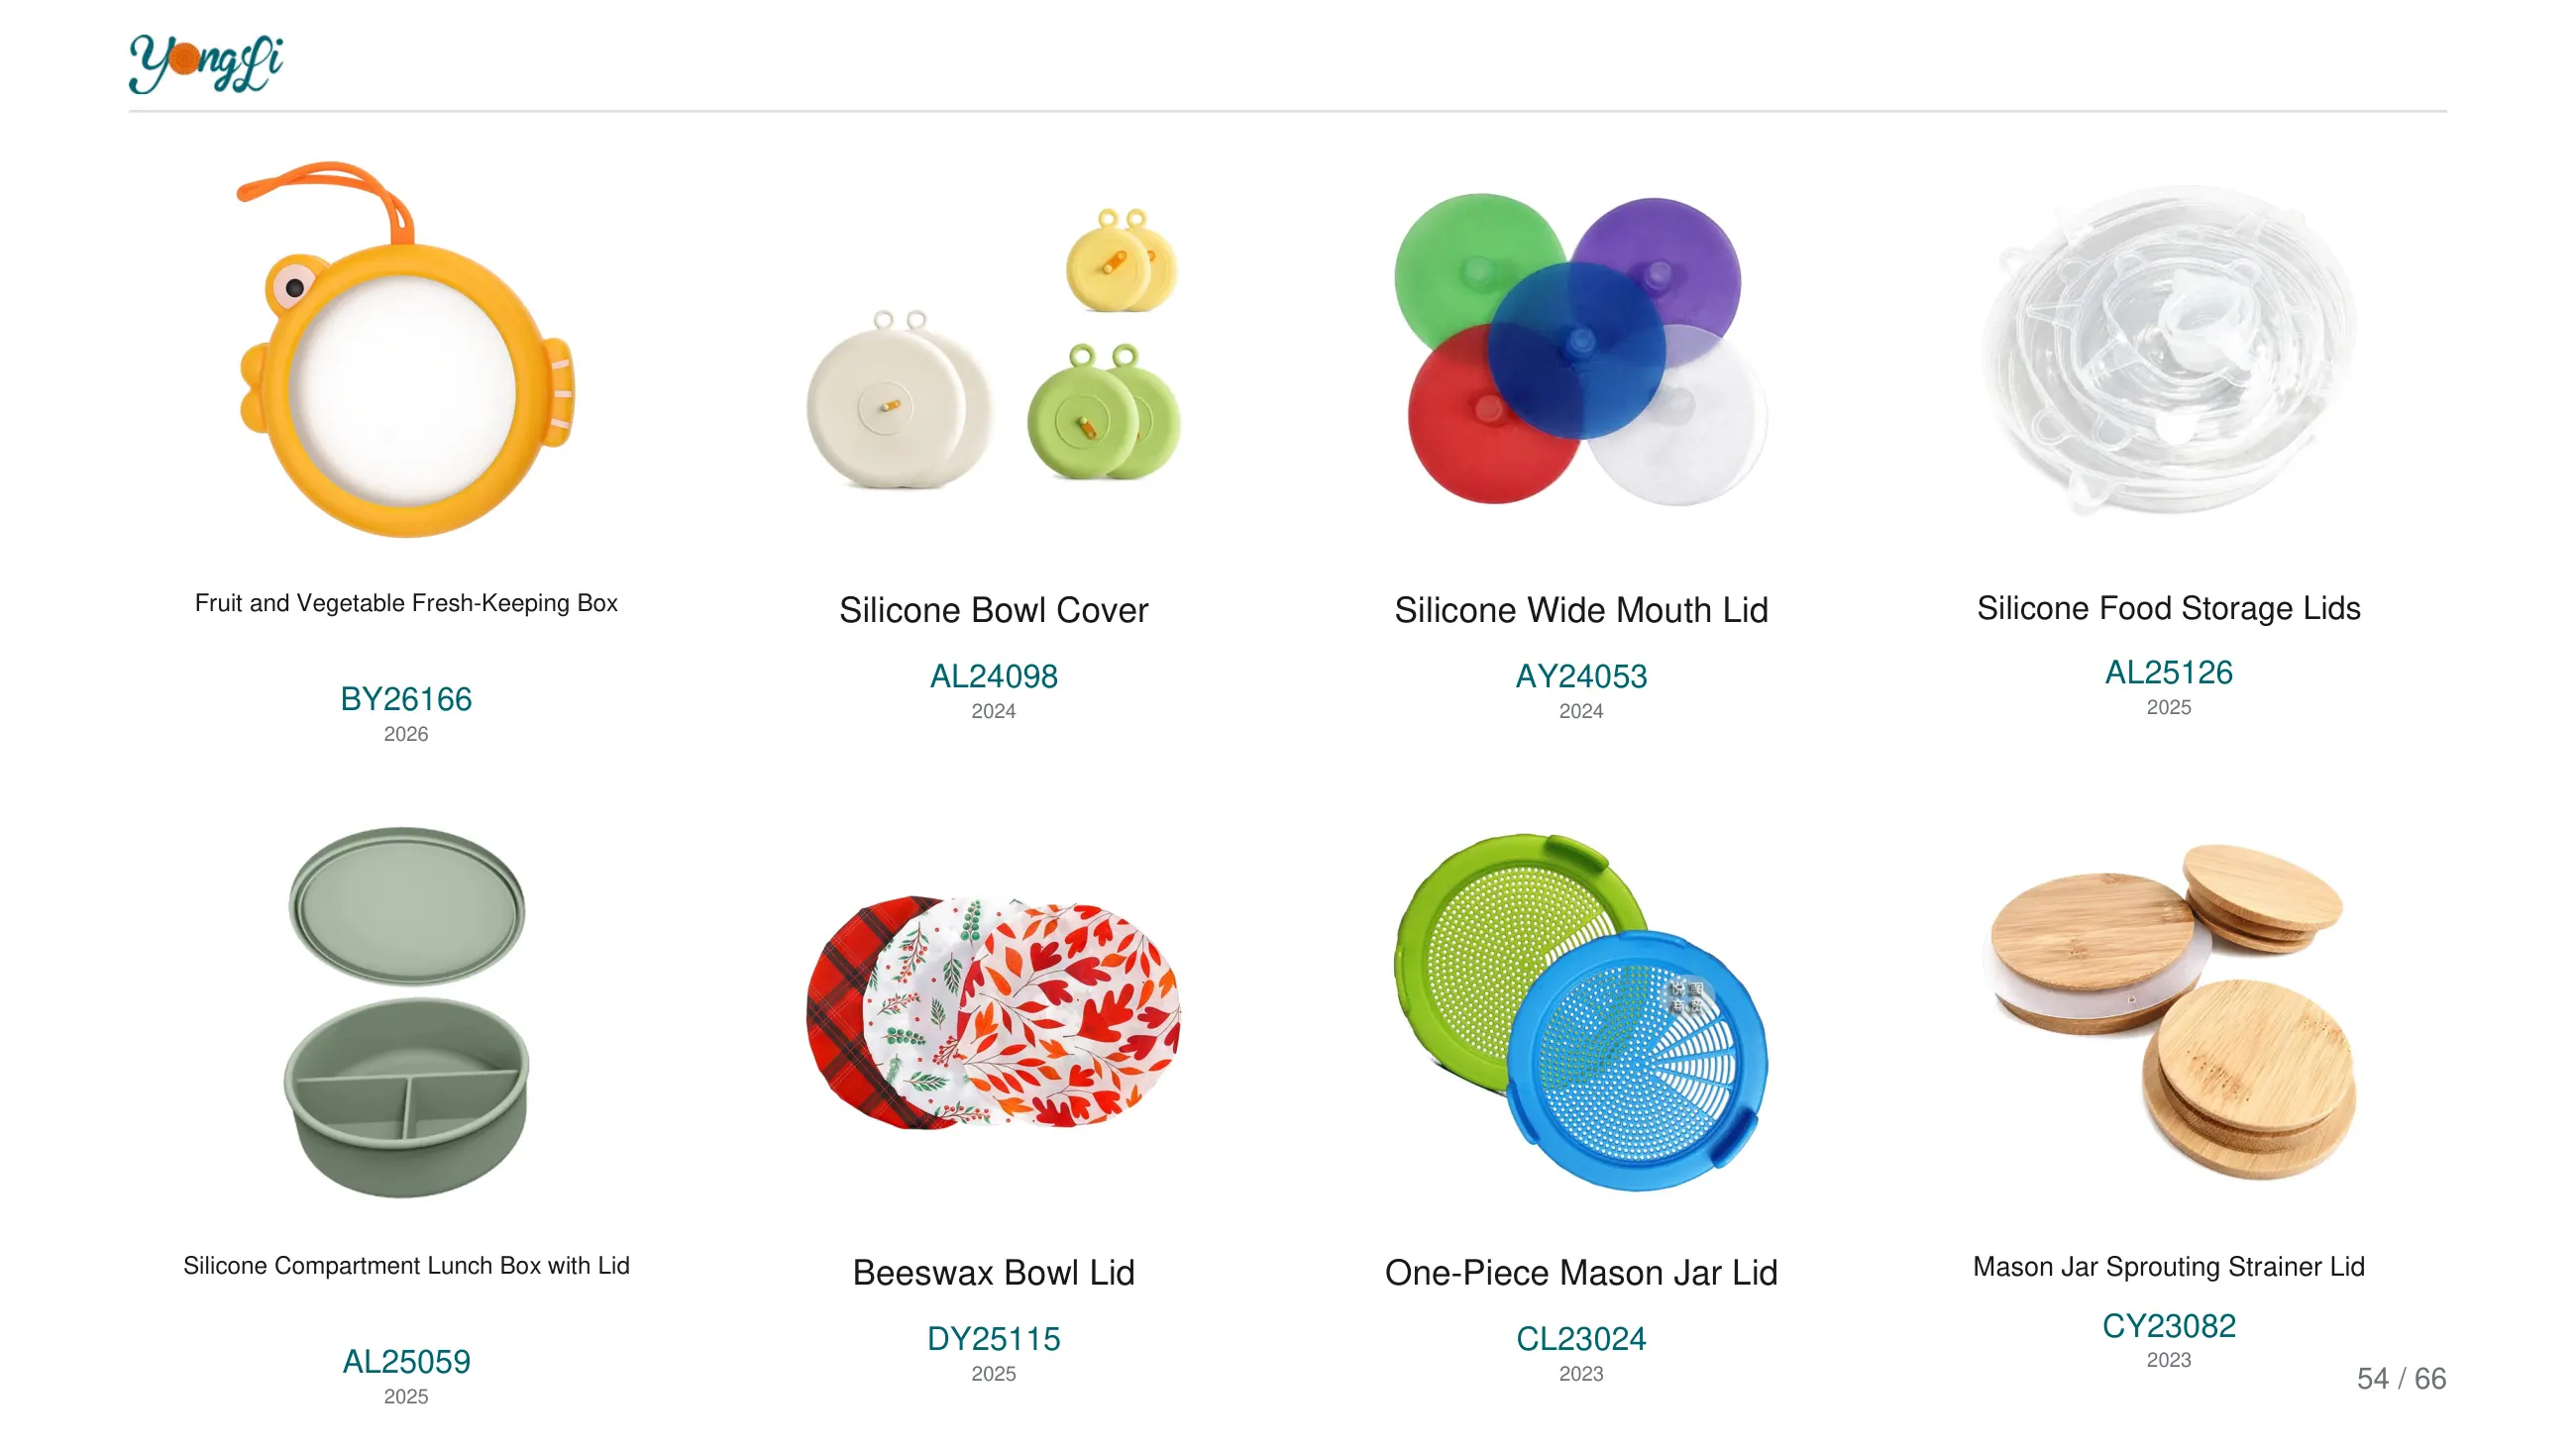 YongLi
Fruit and Vegetable Fresh-Keeping Box
BY26166
2026
Silicone Bowl Cover
AL24098
2024
Silicone Wide Mouth Lid
AY24053
2024
Silicone Food Storage Lids
AL25126
2025
Silicone Compartment Lunch Box with Lid
AL25059
2025
Beeswax Bowl Lid
DY25115
2025
One-Piece Mason Jar Lid
CL23024
2023
Mason Jar Sprouting Strainer Lid
CY23082
2023
54 / 66